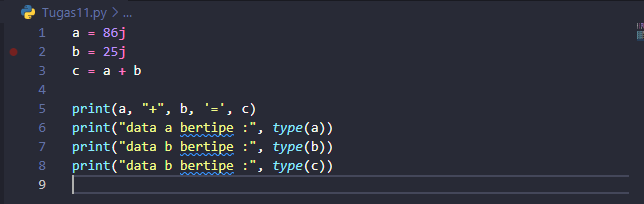 Tugas11.py > ...
1 a = 86j
2 b = 25j
3 c = a + b
4
5 print(a, "+", b, '=', c)
6 print("data a bertipe :", type(a))
7 print("data b bertipe :", type(b))
8 print("data b bertipe :", type(c))
9